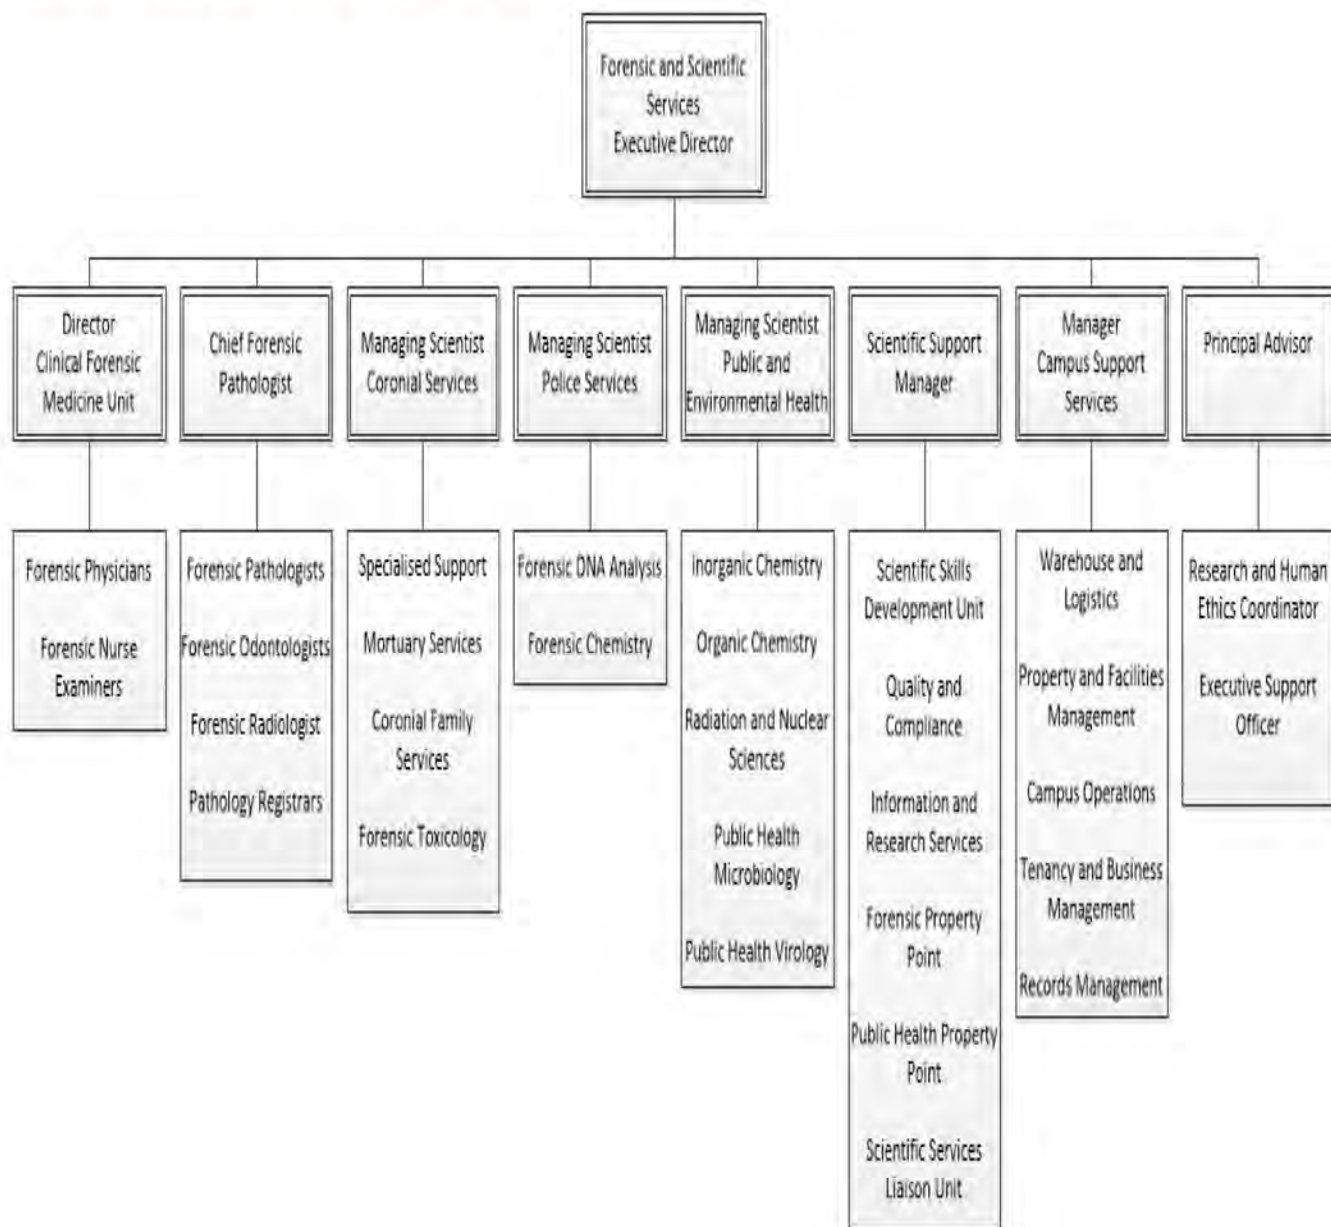 Forensic and Scientific
Services
Executive Director
Director
Clinical Forensic
Medicine Unit
Chief Forensic
Pathologist
Managing Scientist
Coronial Services
Managing Scientist
Police Services
Managing Scientist
Public and
Environmental Health
Scientific Support
Manager
Manager
Campus Support
Services
Principal Advisor
Forensic Physicians
Forensic Nurse
Examiners
Forensic Pathologists
Forensic Odontologists
Forensic Radiologist
Pathology Registrars
Specialised Support
Mortuary Services
Coronial Family
Services
Forensic Toxicology
Forensic DNA Analysis
Forensic Chemistry
Inorganic Chemistry
Organic Chemistry
Radiation and Nuclear
Sciences
Public Health
Microbiology
Public Health Virology
Scientific Skills
Development Unit
Quality and
Compliance
Information and
Research Services
Forensic Property
Point
Public Health Property
Point
Scientific Services
Liaison Unit
Warehouse and
Logistics
Property and Facilities
Management
Campus Operations
Tenancy and Business
Management
Records Management
Research and Human
Ethics Coordinator
Executive Support
Officer